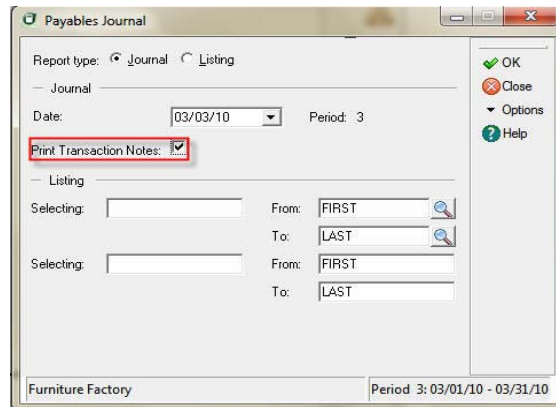 Payables Journal
Report type: Journal Listing
OK
Journal
Close
Date: 03/03/10 Period: 3
Options
Help
Print Transaction Notes:
Listing
Selecting: From: FIRST
To: LAST
Selecting: From: FIRST
To: LAST
Furniture Factory Period 3: 03/01/10 - 03/31/10